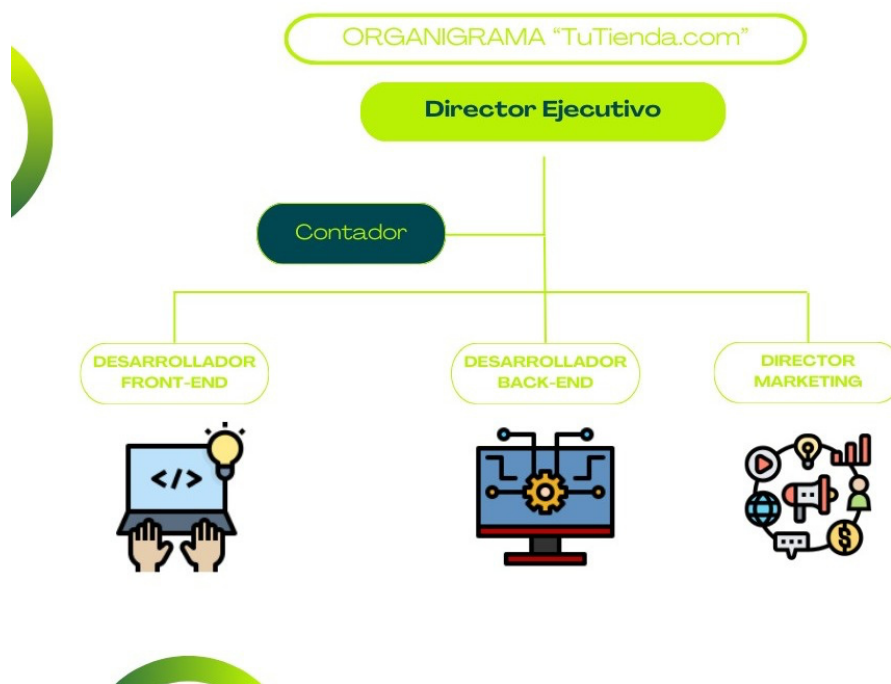 ORGANIGRAMA “TuTienda.com”
Director Ejecutivo
Contador
DESARROLLADOR
FRONT-END
DESARROLLADOR
BACK-END
DIRECTOR
MARKETING
</>